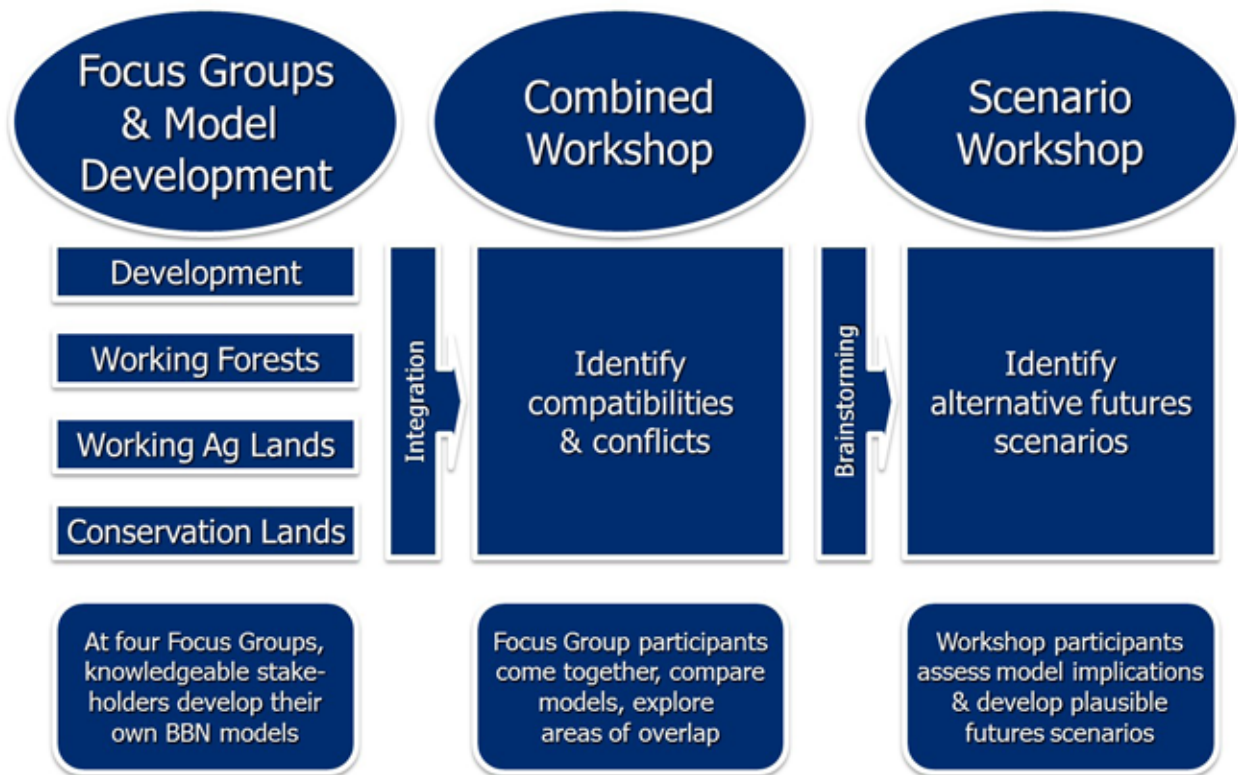 Focus Groups
& Model
Development
Combined
Workshop
Scenario
Workshop
Development
Working Forests
Working Ag Lands
Conservation Lands
Integration
Identify
compatibilities
& conflicts
Brainstorming
Identify
alternative futures
scenarios
At four Focus Groups,
knowledgeable stake-
holders develop their
own BBN models
Focus Group participants
come together, compare
models, explore
areas of overlap
Workshop participants
assess model implications
& develop plausible
futures scenarios